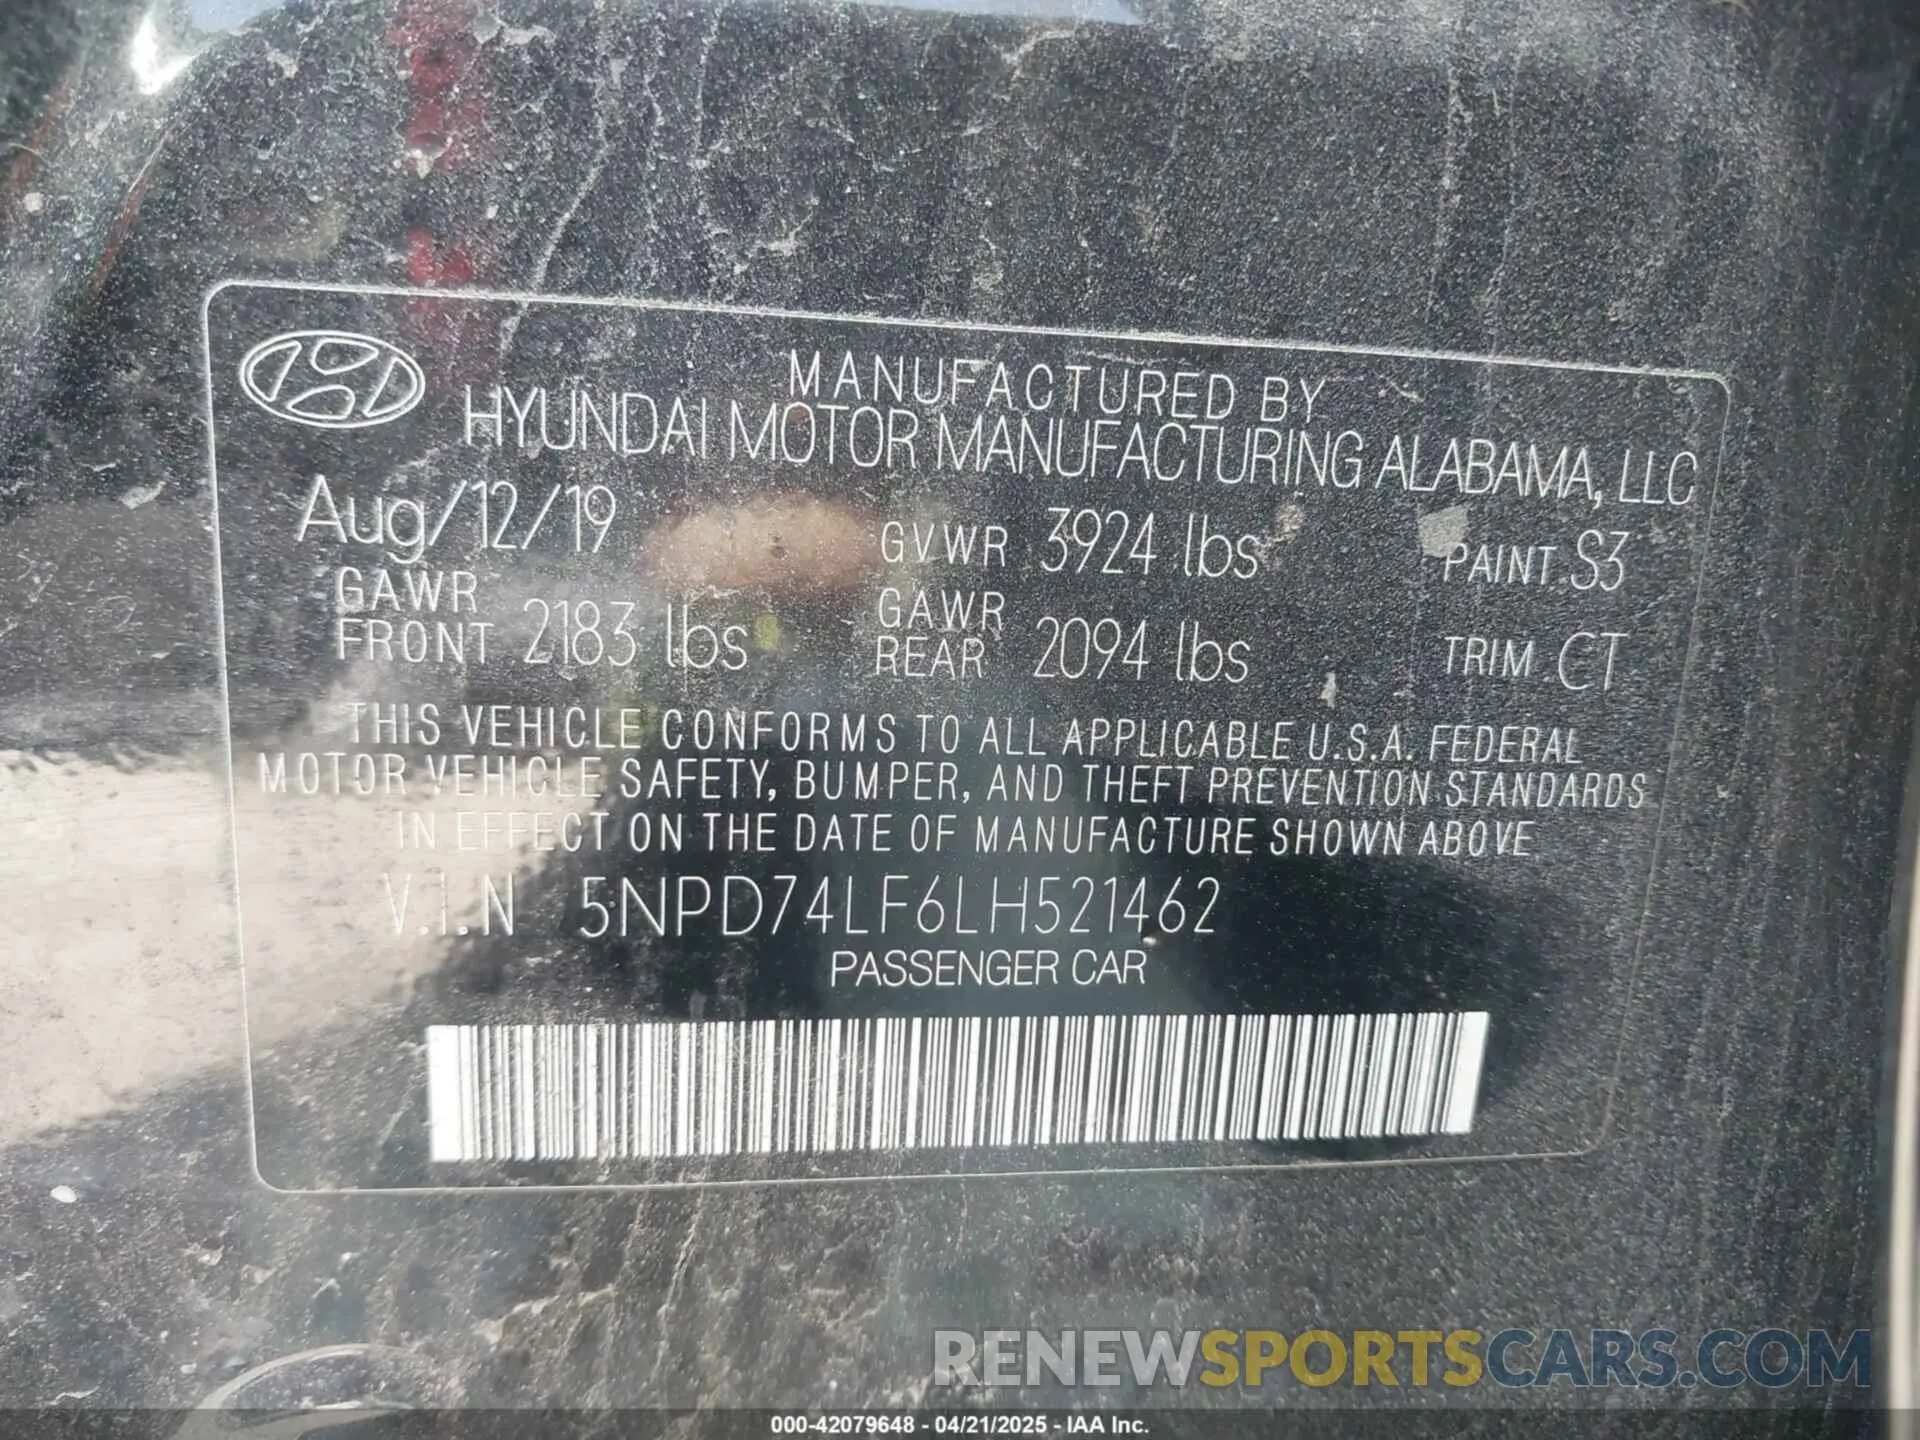 MANUFACTURED BY
HYUNDAI MOTOR MANUFACTURING ALABAMA, LLC
Aug/12/19 GVWR 3924 lbs PAINT S3
GAWR FRONT 2183 lbs GAWR REAR 2094 lbs TRIM CT
THIS VEHICLE CONFORMS TO ALL APPLICABLE U.S.A. FEDERAL
MOTOR VEHICLE SAFETY, BUMPER, AND THEFT PREVENTION STANDARDS
IN EFFECT ON THE DATE OF MANUFACTURE SHOWN ABOVE
V.I.N 5NPD74LF6LH521462
PASSENGER CAR
RENEWSPORTSCARS.COM
000-42079648 - 04/21/2025 - IAA Inc.